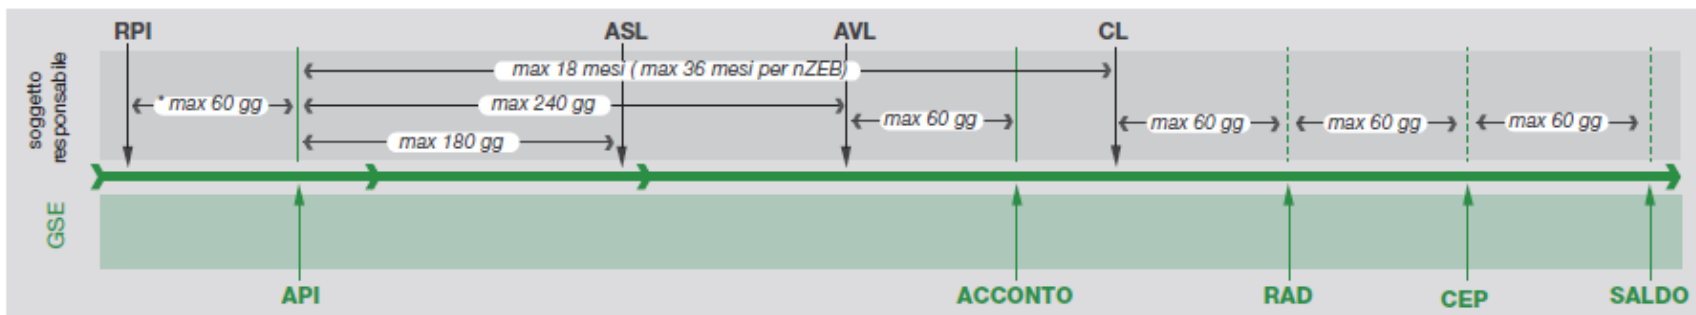 RPI ASL AVL CL
soggetto
responsabile
max 18 mesi ( max 36 mesi per nZEB)
* max 60 gg
max 240 gg
max 60 gg
max 60 gg
max 60 gg
max 60 gg
max 180 gg
GSE
API ACCONTO RAD CEP SALDO